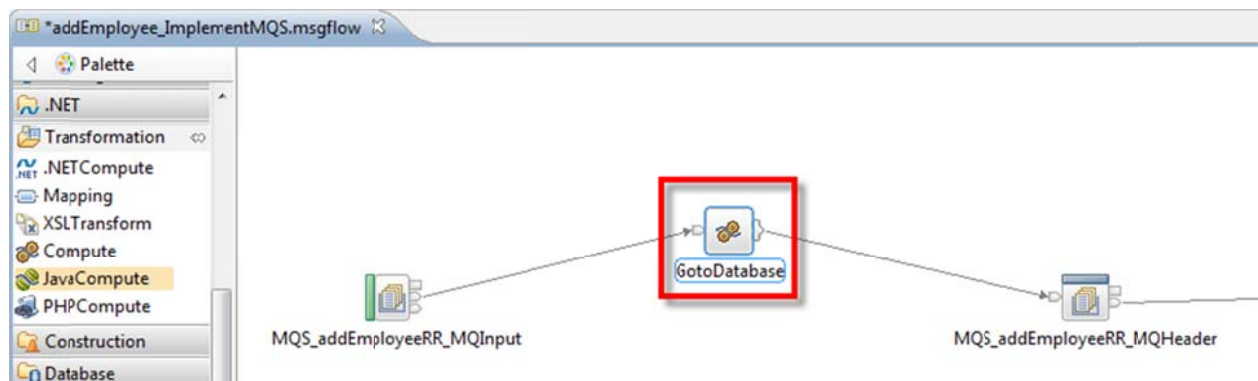 *addEmployee_ImplementMQS.msgflow
Palette
.NET
Transformation
.NETCompute
Mapping
XSLTransform
Compute
JavaCompute
PHPCompute
Construction
Database
GotoDatabase
MQS_addEmployeeRR_MQInput
MQS_addEmployeeRR_MQHeader